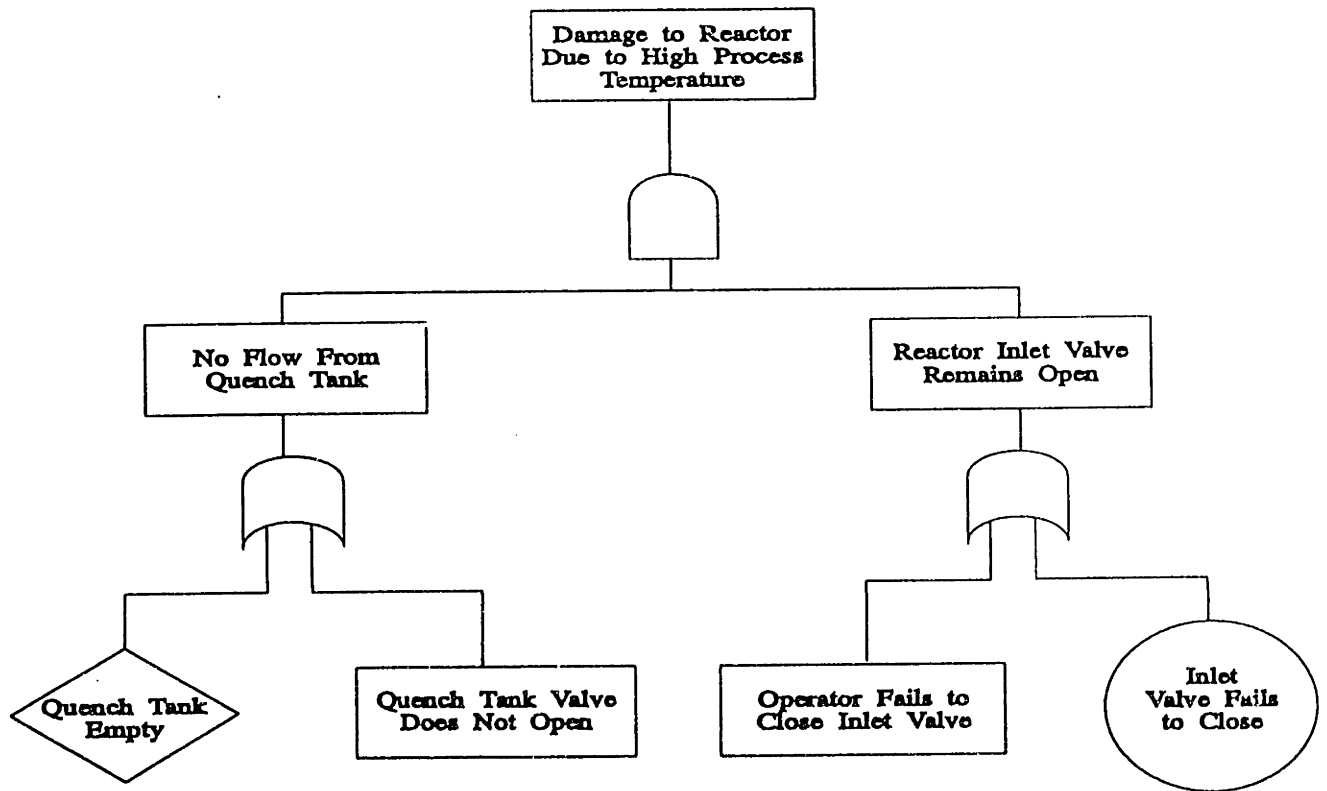 Damage to Reactor
Due to High Process
Temperature
No Flow From
Quench Tank
Reactor Inlet Valve
Remains Open
Quench Tank
Empty
Quench Tank Valve
Does Not Open
Operator Fails to
Close Inlet Valve
Inlet
Valve Fails
to Close